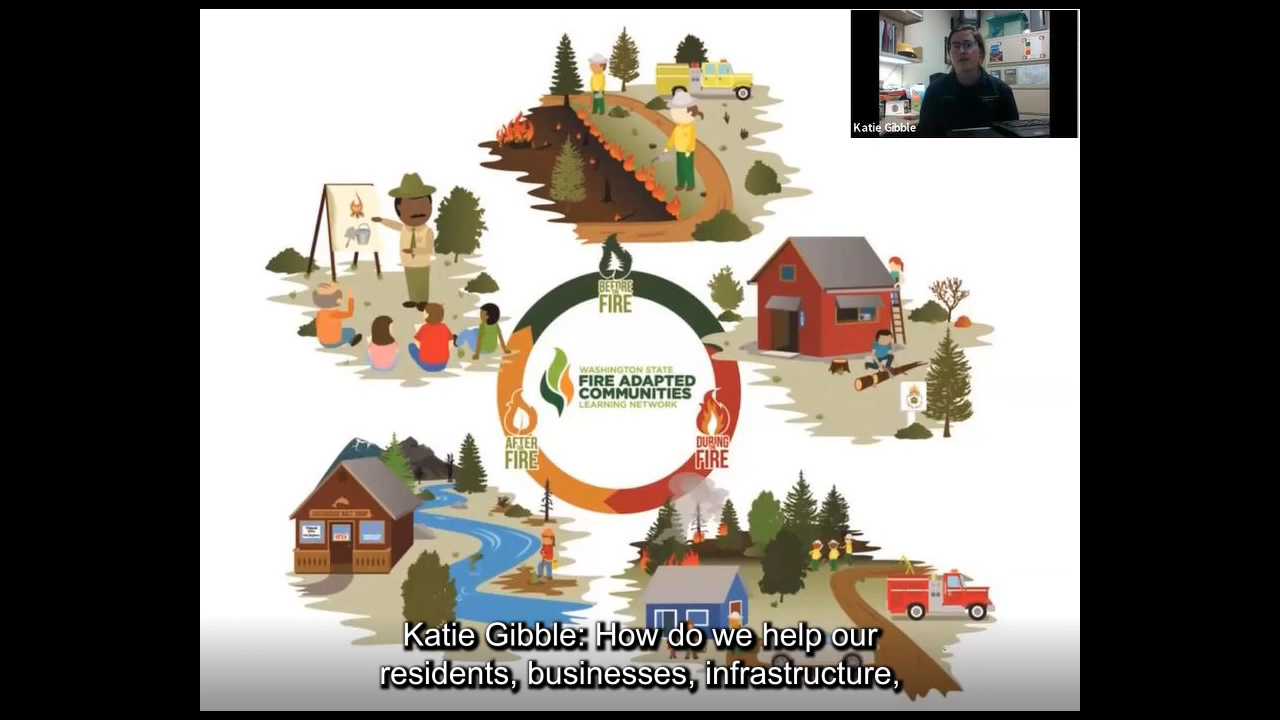 Katie Gibble
BEFORE
FIRE
WASHINGTON STATE
FIRE ADAPTED
COMMUNITIES
LEARNING NETWORK
AFTER
FIRE
DURING
FIRE
OPEN
Katie Gibble: How do we help our
residents, businesses, infrastructure,